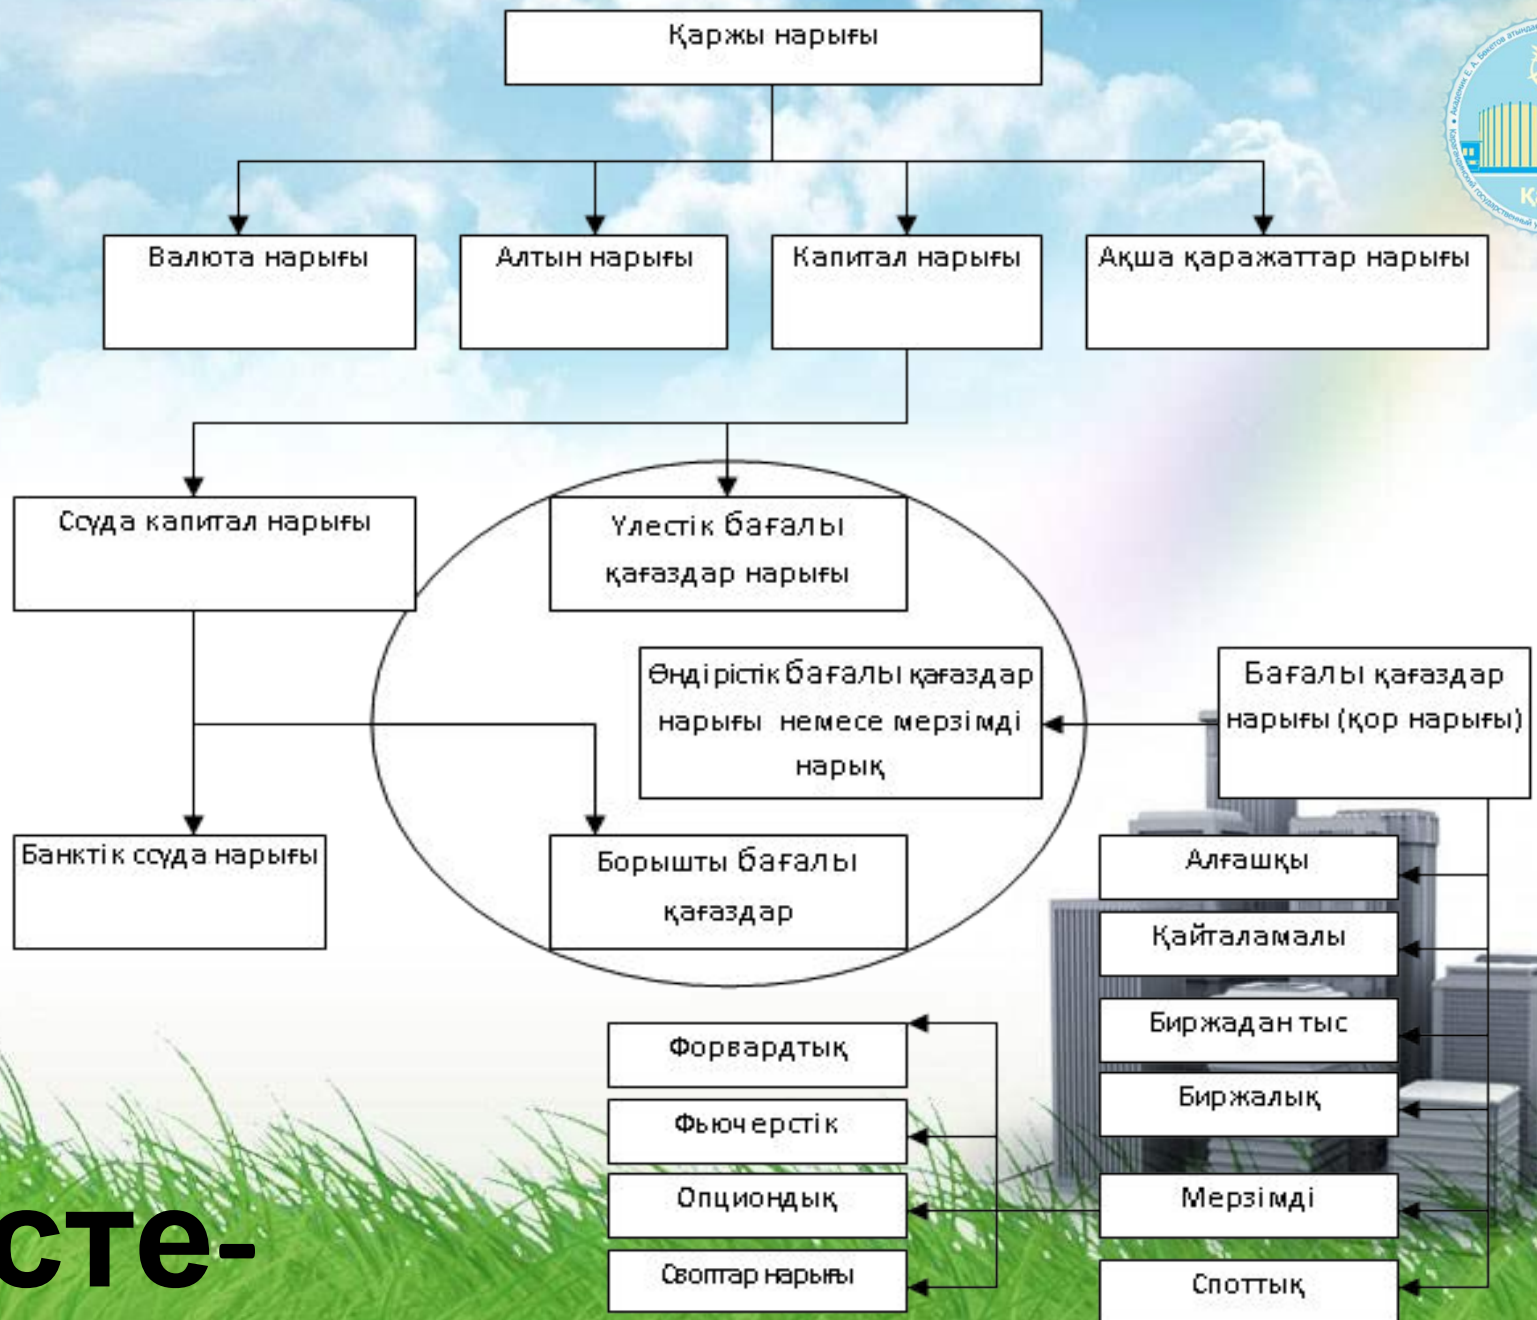 Қаржы нарығы
Валюта нарығы
Алтын нарығы
Капитал нарығы
Ақша қаражаттар нарығы
Ссуда капитал нарығы
Үлестік бағалы
қағаздар нарығы
Өндірістік бағалы қағаздар
нарығы немесе мерзімді
нарық
Бағалы қағаздар
нарығы (қор нарығы)
Банктік ссуда нарығы
Борышты бағалы
қағаздар
Алғашқы
Қайталамалы
Биржадан тыс
Биржалық
Мерзімді
Споттық
Форвардтық
Фьючерстік
Опциондық
Своптар нарығы
сте-